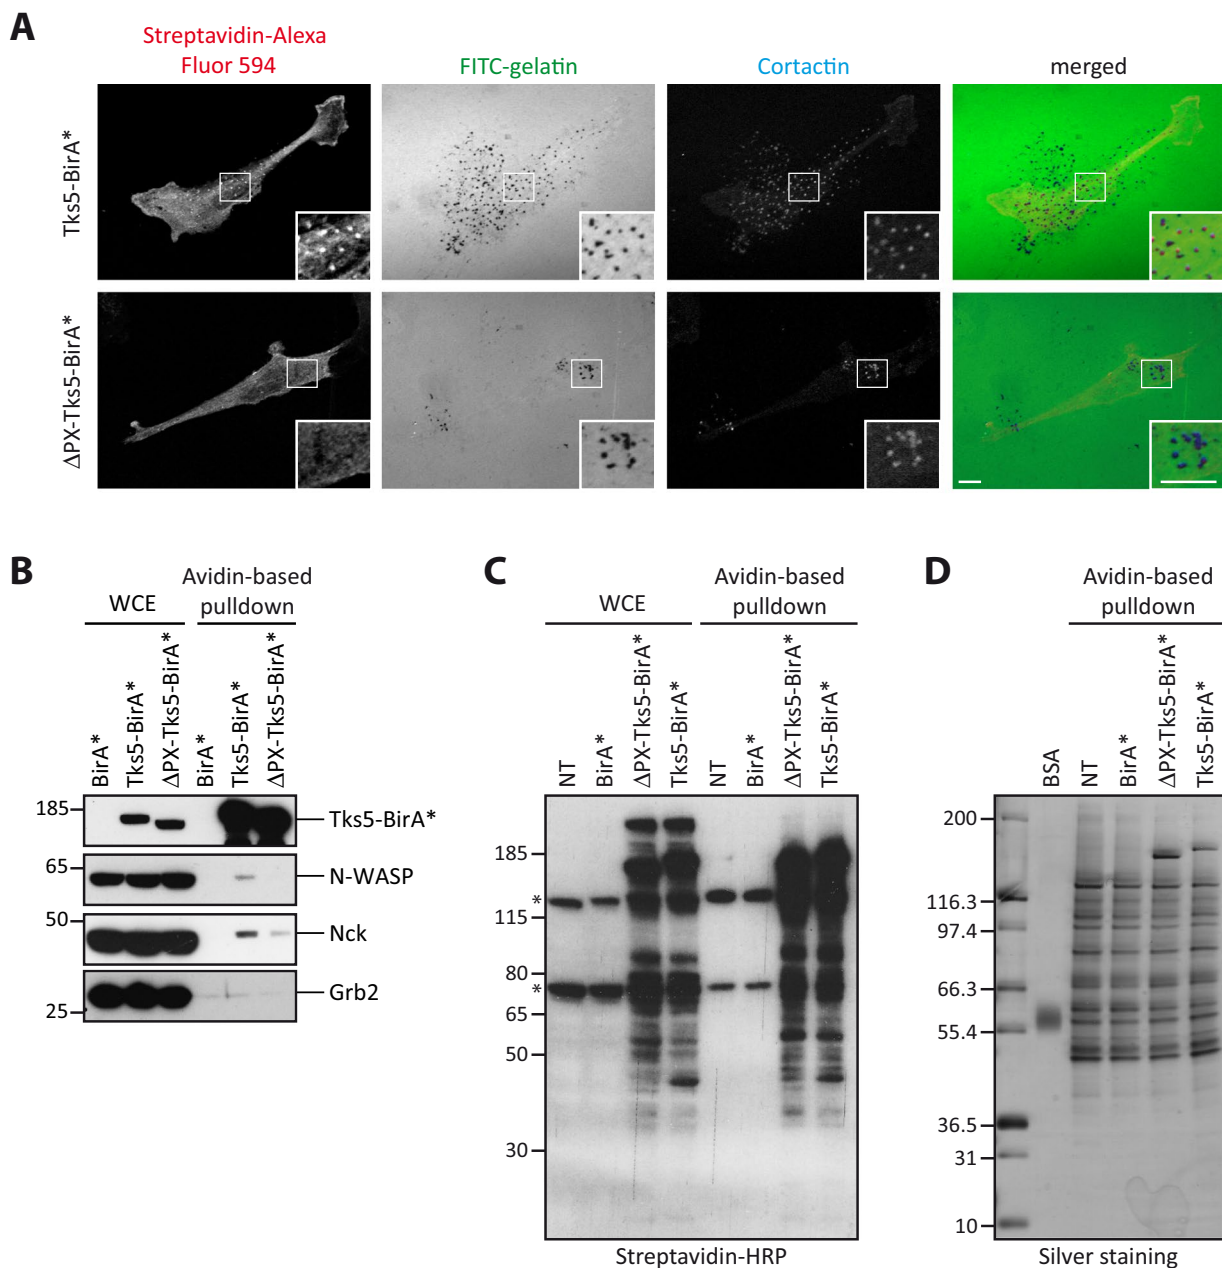 A
Streptavidin-Alexa
Fluor 594
FITC-gelatin
Cortactin
merged
Tks5-BirA*
ΔPX-Tks5-BirA*
B
WCE
Avidin-based
pulldown
BirA*
Tks5-BirA*
ΔPX-Tks5-BirA*
BirA*
Tks5-BirA*
ΔPX-Tks5-BirA*
185
Tks5-BirA*
65
N-WASP
50
Nck
Grb2
25
C
WCE
Avidin-based
pulldown
NT
BirA*
ΔPX-Tks5-BirA*
Tks5-BirA*
NT
BirA*
ΔPX-Tks5-BirA*
Tks5-BirA*
185
*
115
80
*
65
50
30
Streptavidin-HRP
D
Avidin-based
pulldown
BSA
NT
BirA*
ΔPX-Tks5-BirA*
Tks5-BirA*
200
116.3
97.4
66.3
55.4
36.5
31
10
Silver staining